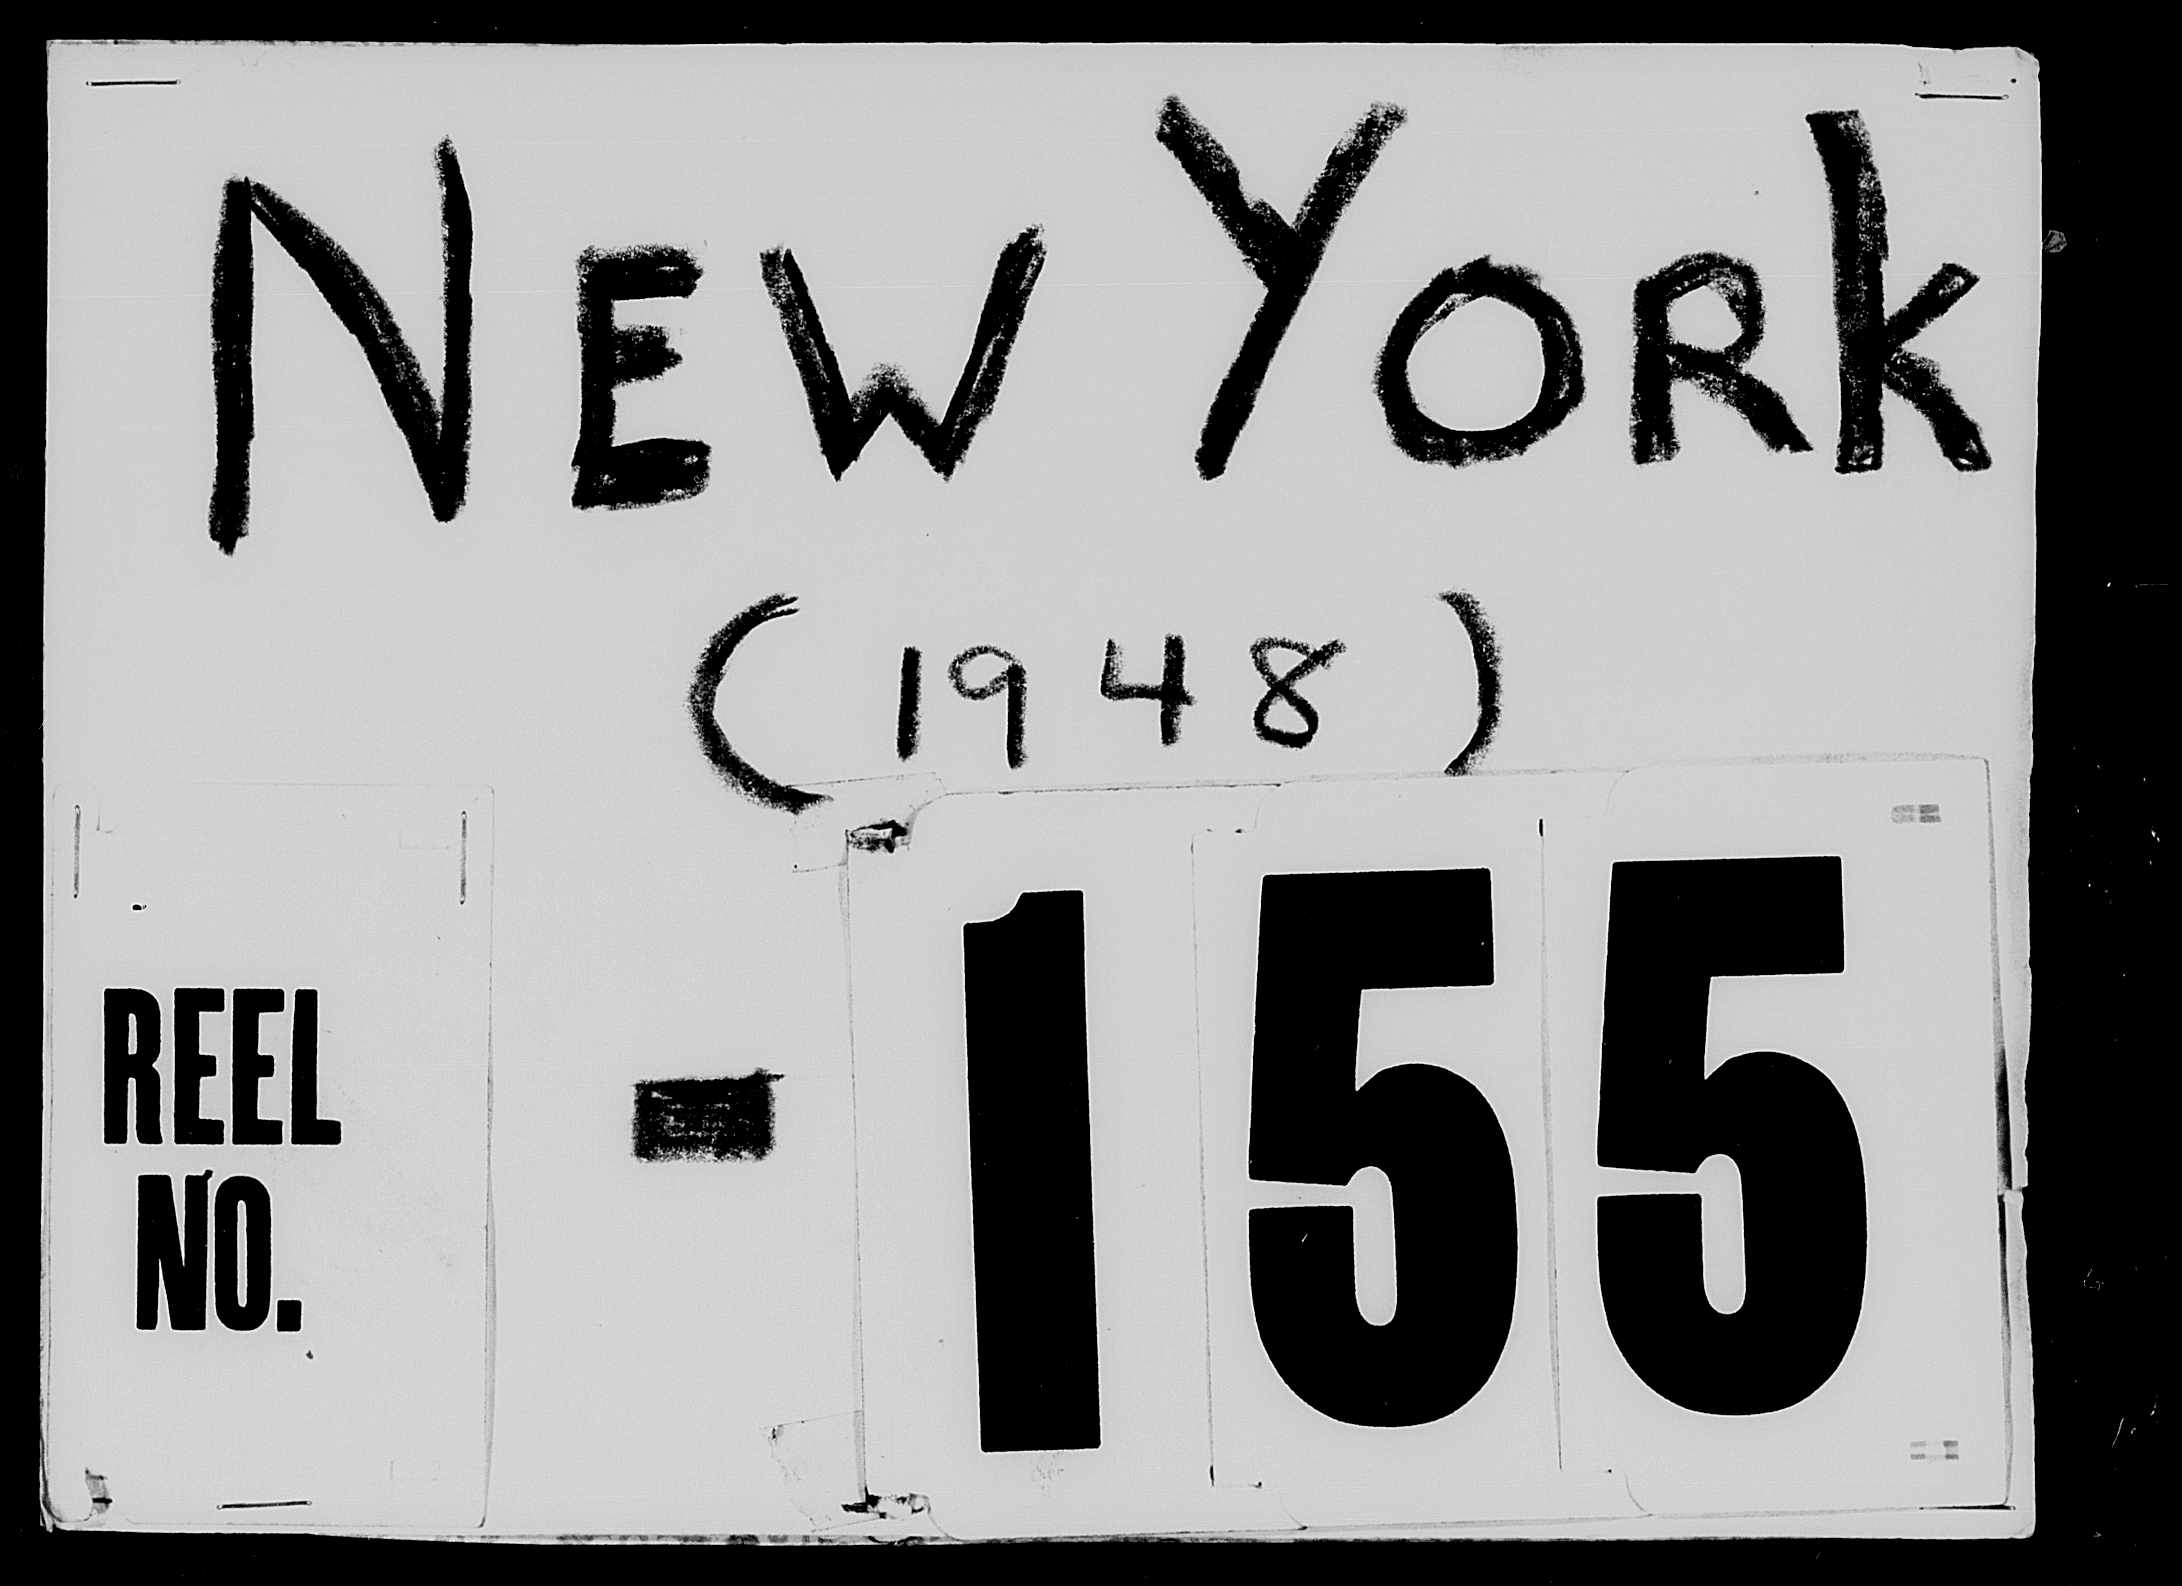 NEW YORk
(1948)
REEL
NO.
- 155